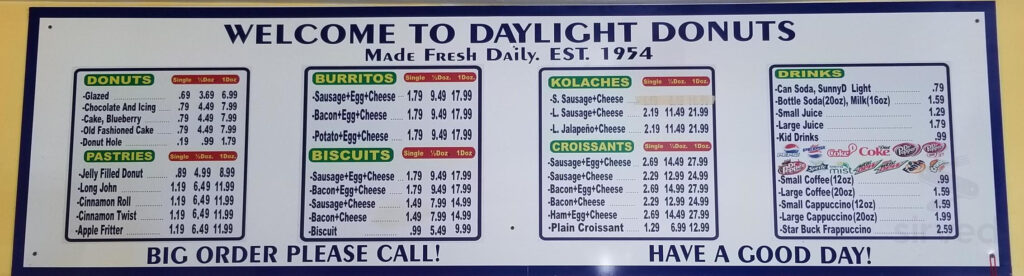 WELCOME TO DAYLIGHT DONUTS
Made Fresh Daily. EST. 1954
DONUTS Single ½Doz 1Doz.
-Glazed .69 3.69 6.99
-Chocolate And Icing .79 4.49 7.99
-Cake, Blueberry .79 4.49 7.99
-Old Fashioned Cake .79 4.49 7.99
-Donut Hole .19 .99 1.79
PASTRIES Single ½Doz 1Doz
-Jelly Filled Donut .89 4.99 8.99
-Long John 1.19 6.49 11.99
-Cinnamon Roll 1.19 6.49 11.99
-Cinnamon Twist 1.19 6.49 11.99
-Apple Fritter 1.19 6.49 11.99
BURRITOS Single ½Doz. 1Doz.
-Sausage+Egg+Cheese 1.79 9.49 17.99
-Bacon+Egg+Cheese 1.79 9.49 17.99
-Potato+Egg+Cheese 1.79 9.49 17.99
BISCUITS Single ½Doz 1Doz
-Sausage+Egg+Cheese 1.79 9.49 17.99
-Bacon+Egg+Cheese 1.79 9.49 17.99
-Sausage+Cheese 1.49 7.99 14.99
-Bacon+Cheese 1.49 7.99 14.99
-Biscuit .99 5.49 9.99
KOLACHES Single ½Doz. 1Doz.
-S. Sausage+Cheese
-L. Sausage+Cheese 2.19 11.49 21.99
-L. Jalapeño+Cheese 2.19 11.49 21.99
CROISSANTS Single ½Doz 1Doz
-Sausage+Egg+Cheese 2.69 14.49 27.99
-Sausage+Cheese 2.29 12.99 24.99
-Bacon+Egg+Cheese 2.69 14.99 27.99
-Bacon+Cheese 2.29 12.99 24.99
-Ham+Egg+Cheese 2.69 14.49 27.99
-Plain Croissant 1.29 6.99 12.99
DRINKS
-Can Soda, SunnyD Light .79
-Bottle Soda(20oz), Milk(16oz) 1.59
-Small Juice 1.29
-Large Juice 1.79
-Kid Drinks .99
pepsi Coke Coke Dr Pepper
mist
-Small Coffee(12oz) .99
-Large Coffee(20oz) 1.59
-Small Cappuccino(12oz) 1.59
-Large Cappuccino(20oz) 1.99
-Star Buck Frappuccino 2.59
BIG ORDER PLEASE CALL! HAVE A GOOD DAY!
sirved